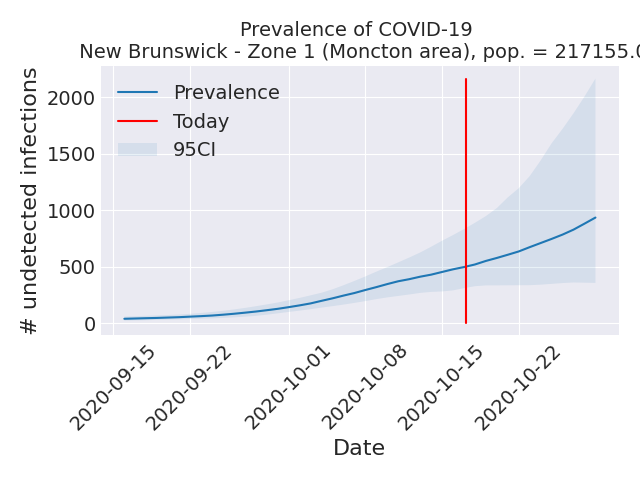 Prevalence of COVID-19
New Brunswick - Zone 1 (Moncton area), pop. = 217155.0
# undetected infections
2000
1500
1000
500
0
Prevalence
Today
95CI
2020-09-15
2020-09-22
2020-10-01
2020-10-08
2020-10-15
2020-10-22
Date